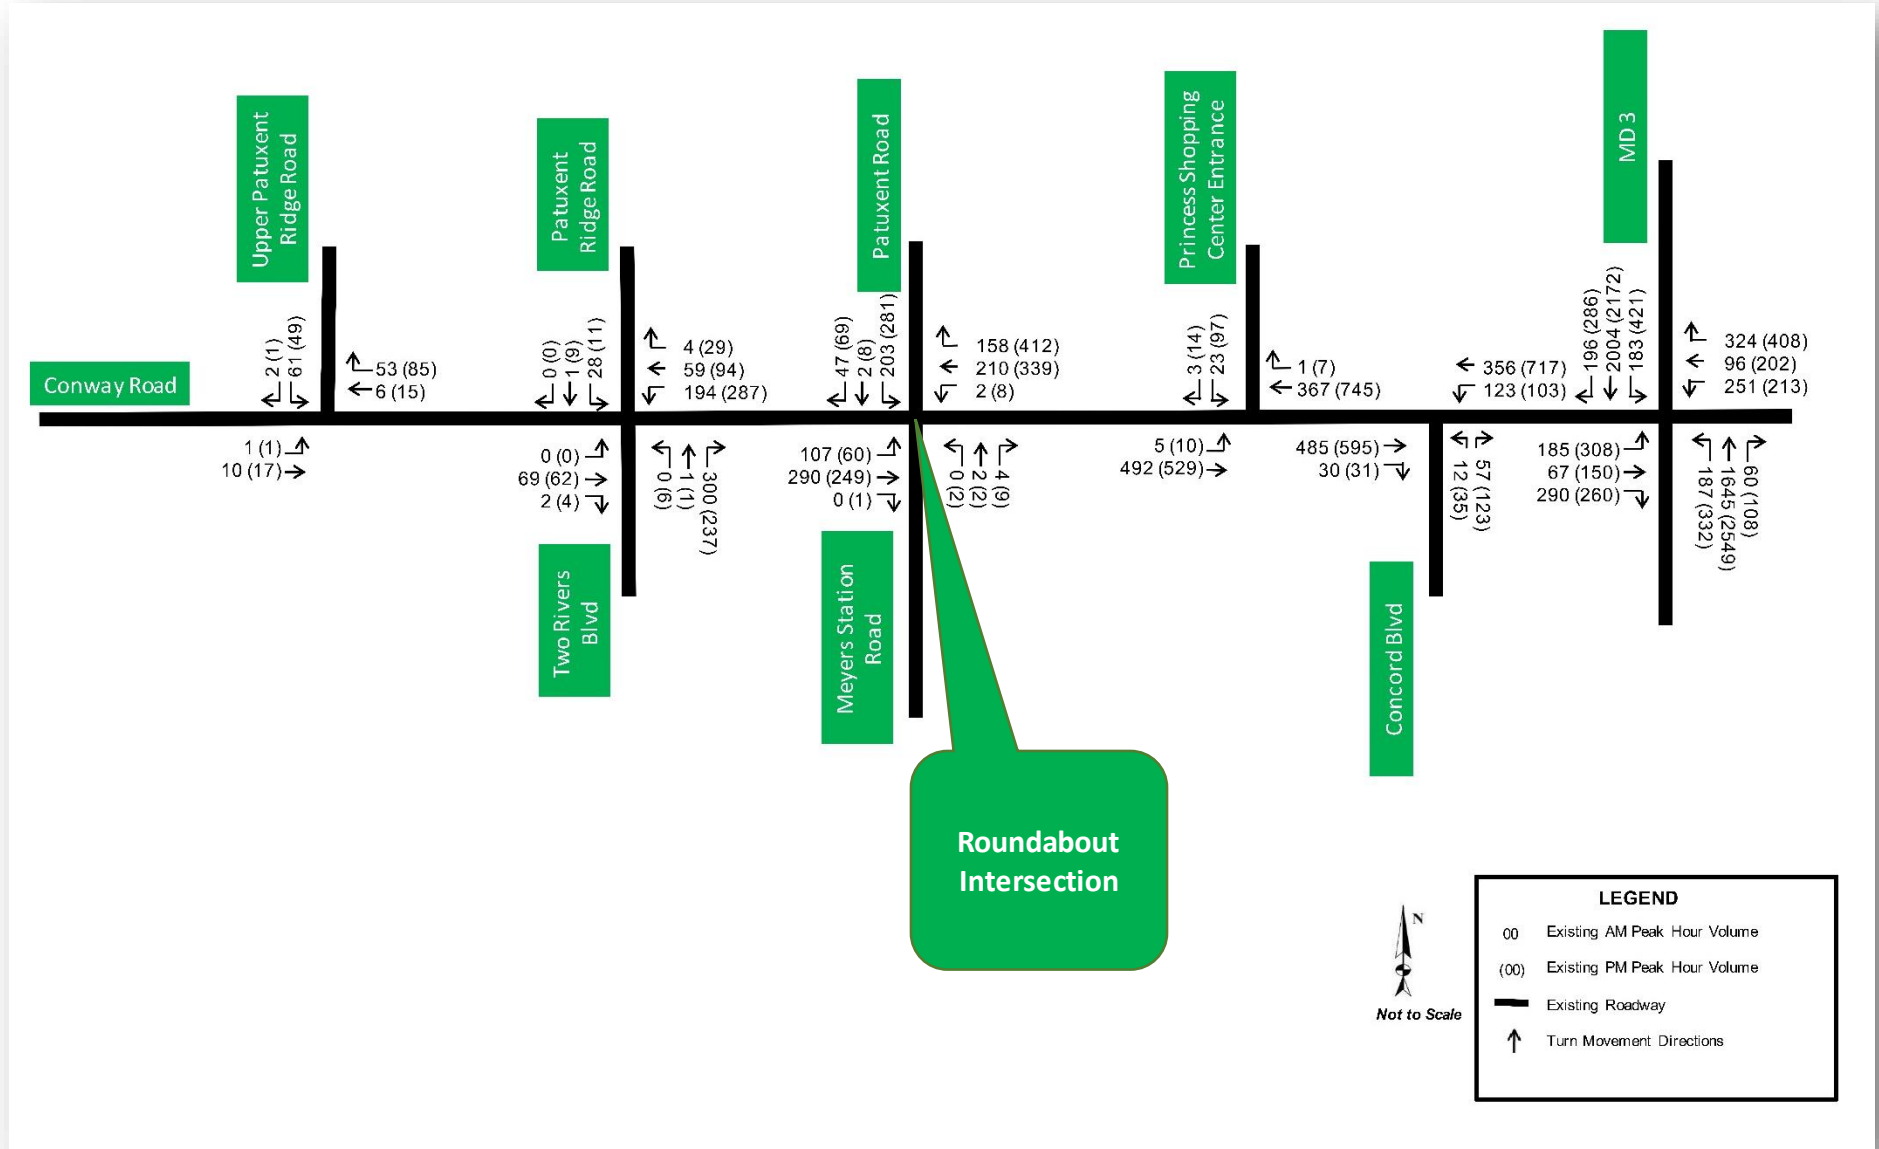 Conway Road
Upper Patuxent
Ridge Road
2 (1)
61 (49)
53 (85)
6 (15)
1 (1)
10 (17)
Patuxent
Ridge Road
0 (0)
1 (9)
28 (11)
4 (29)
59 (94)
194 (287)
0 (0)
69 (62)
2 (4)
0 (6)
1 (1)
300 (237)
Two Rivers
Blvd
Patuxent Road
47 (69)
2 (8)
203 (281)
158 (412)
210 (339)
2 (8)
107 (60)
290 (249)
0 (1)
0 (2)
2 (2)
4 (9)
Meyers Station
Road
Roundabout
Intersection
Princess Shopping
Center Entrance
3 (14)
23 (97)
1 (7)
367 (745)
5 (10)
492 (529)
356 (717)
123 (103)
485 (595)
30 (31)
12 (35)
57 (123)
Concord Blvd
MD 3
196 (286)
2004 (2172)
183 (421)
324 (408)
96 (202)
251 (213)
185 (308)
67 (150)
290 (260)
187 (332)
1645 (2549)
60 (108)
N
Not to Scale
LEGEND
00 Existing AM Peak Hour Volume
(00) Existing PM Peak Hour Volume
Existing Roadway
Turn Movement Directions